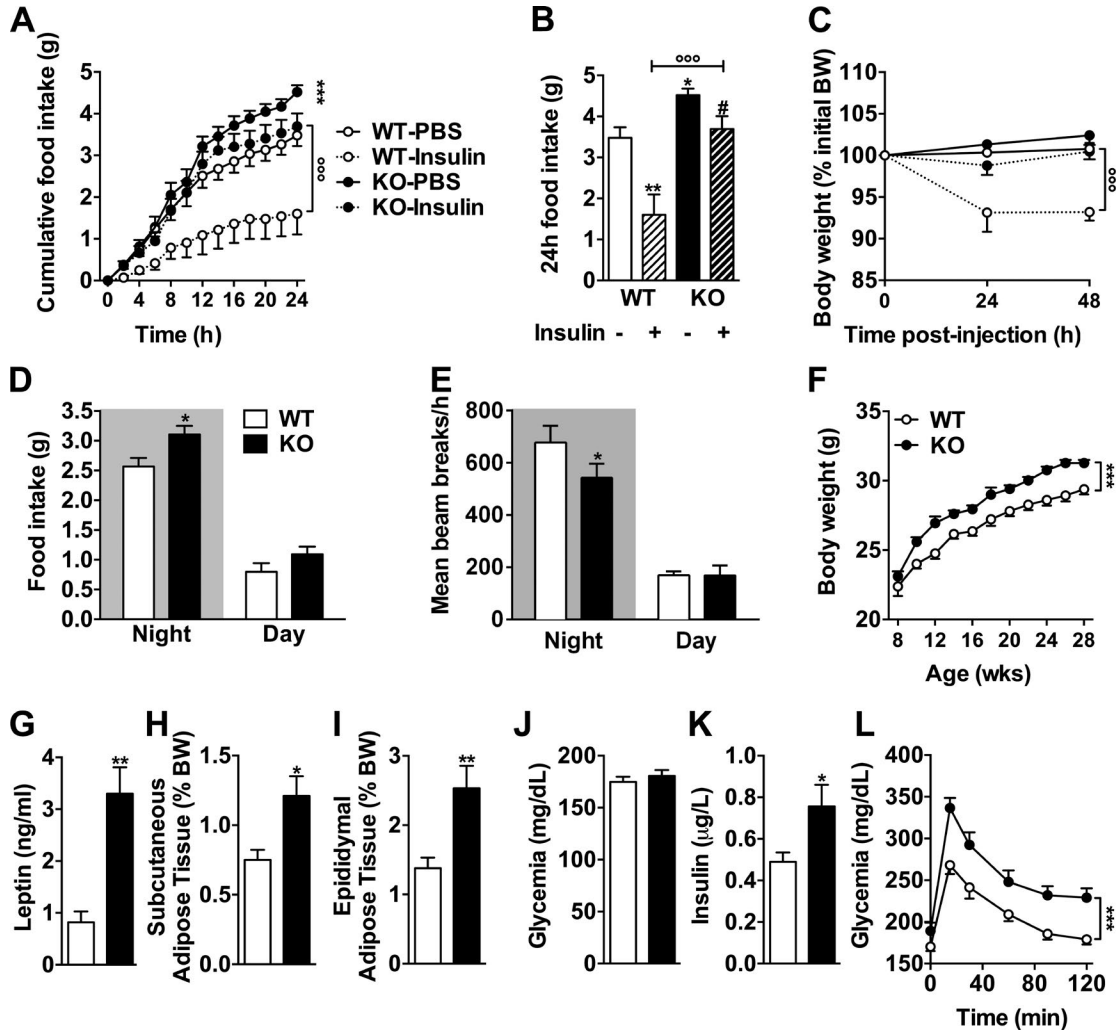 A
Cumulative food intake (g)
5
4
3
2
1
0
0 4 8 12 16 20 24
Time (h)
***
°°°
WT-PBS
WT-Insulin
KO-PBS
KO-Insulin
B
24h food intake (g)
5
4
3
2
1
0
°°°
** * #
WT KO
Insulin - + - +
C
Body weight (% initial BW)
110
105
100
95
90
85
0 24 48
Time post-injection (h)
°°°
D
Food intake (g)
3.5
3.0
2.5
2.0
1.5
1.0
0.5
0.0
*
WT
KO
Night Day
E
Mean beam breaks/h
800
600
400
200
0
*
Night Day
F
Body weight (g)
35
30
25
20
WT
KO
***
8 12 16 20 24 28
Age (wks)
G
Leptin (ng/ml)
4
3
2
1
0
**
H
Subcutaneous
Adipose Tissue (% BW)
1.5
1.0
0.5
0.0
*
I
Epididymal
Adipose Tissue (% BW)
3
2
1
0
**
J
Glycemia (mg/dL)
200
150
100
50
0
K
Insulin (µg/L)
1.0
0.8
0.6
0.4
0.2
0.0
*
L
Glycemia (mg/dL)
400
350
300
250
200
150
***
0 40 80 120
Time (min)